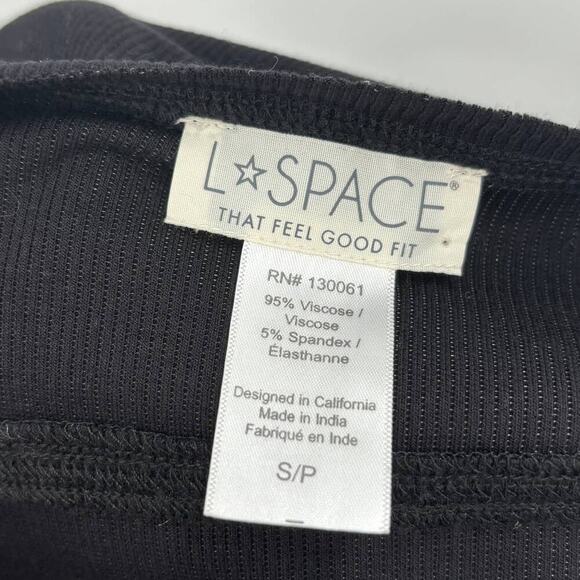 L☆SPACE®
THAT FEEL GOOD FIT
RN# 130061
95% Viscose /
Viscose
5% Spandex /
Élasthanne
Designed in California
Made in India
Fabriqué en Inde
S/P